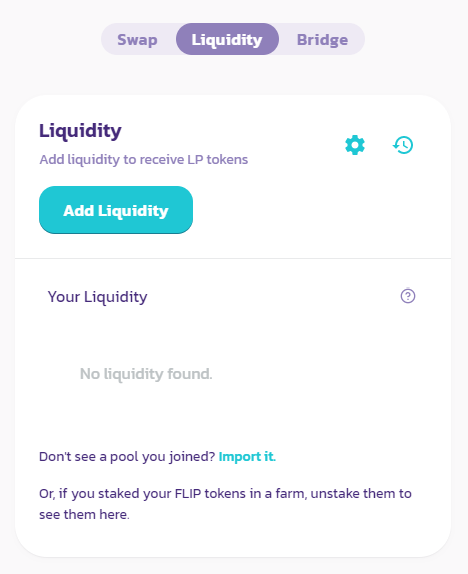 Swap Liquidity Bridge
Liquidity
Add liquidity to receive LP tokens
Add Liquidity
Your Liquidity
No liquidity found.
Don't see a pool you joined? Import it.
Or, if you staked your FLIP tokens in a farm, unstake them to
see them here.